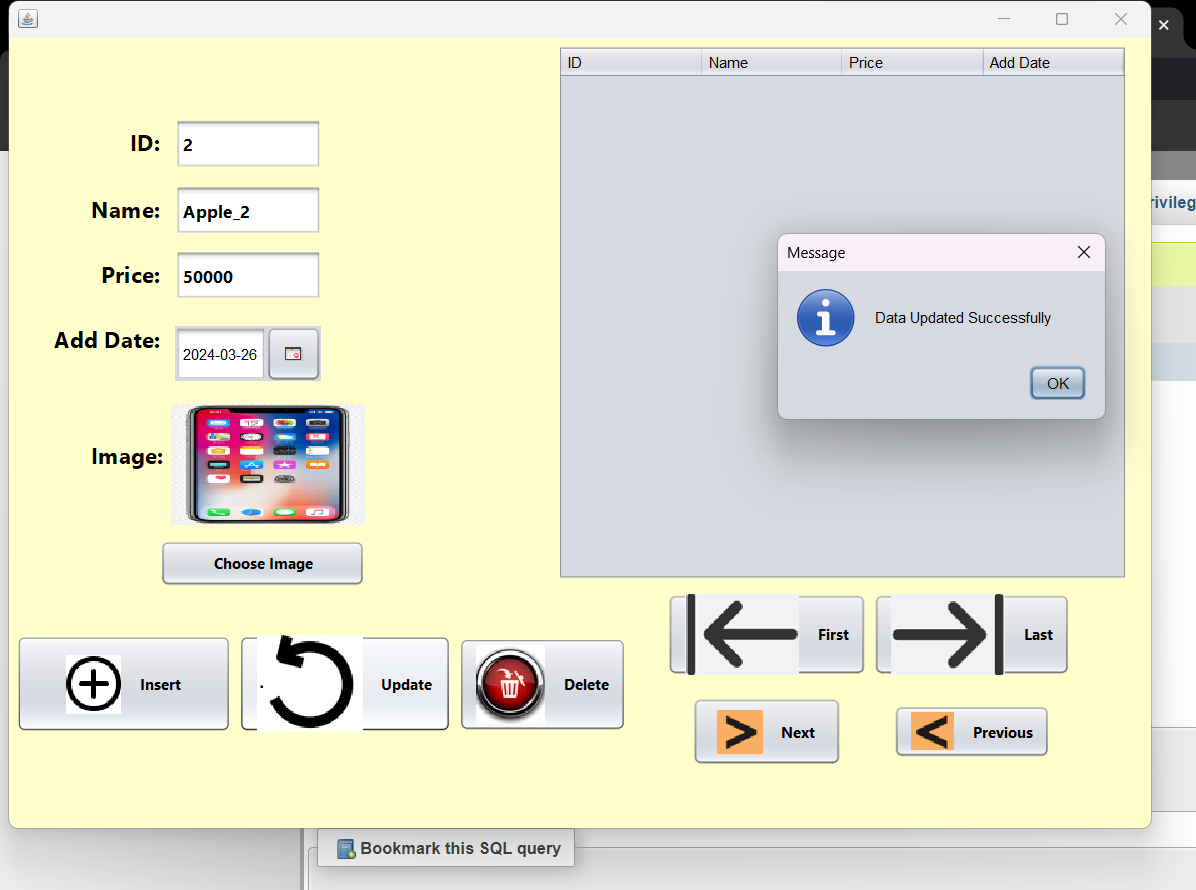 ID Name Price Add Date
ID: 2
Name: Apple_2
Price: 50000
Add Date: 2024-03-26
Image:
Choose Image
Message
Data Updated Successfully
OK
First
Last
Insert
Update
Delete
Next
Previous
Bookmark this SQL query